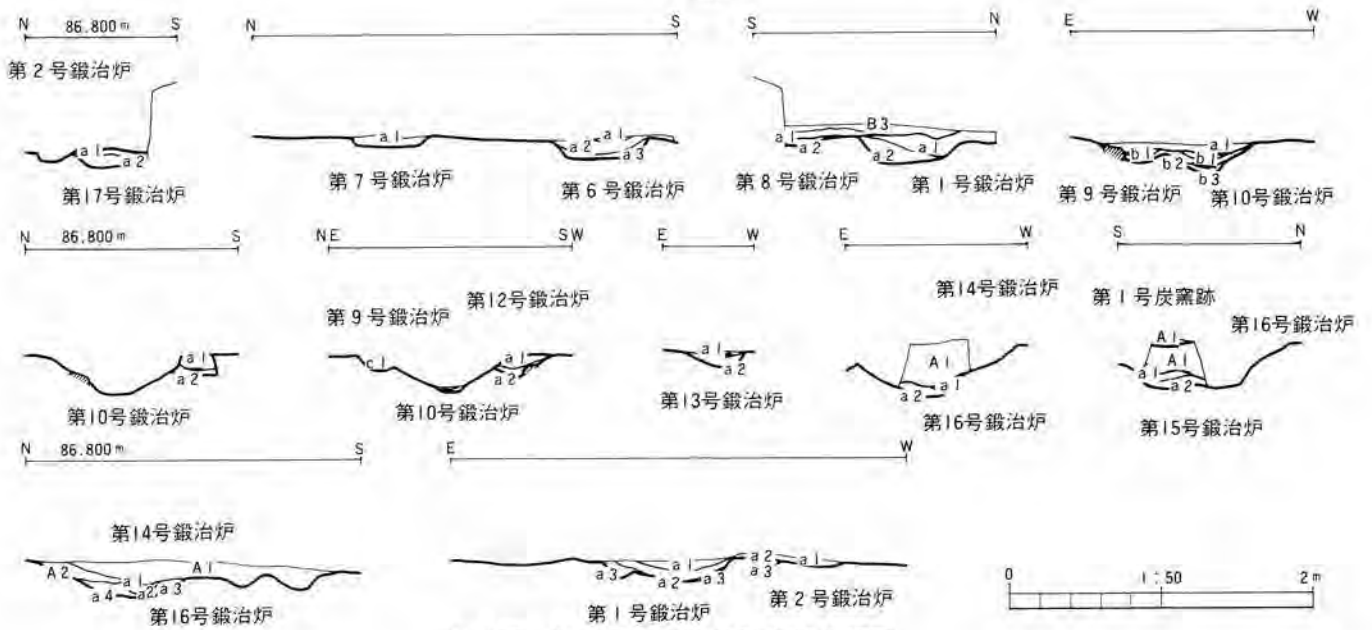 N 86.800m S
N S
S N
E W
第2号鍛冶炉
a1 a2
a1
a1 a2 a3
B3 a1 a2 a1 a2
a1 b1 b2 b1 b2 b3
第17号鍛冶炉
第7号鍛冶炉
第6号鍛冶炉
第8号鍛冶炉
第1号鍛冶炉
第9号鍛冶炉
第10号鍛冶炉
N 86.800m S
NE SW
E W
E W
S N
第9号鍛冶炉
第12号鍛冶炉
第14号鍛冶炉
第1号炭窯跡
第16号鍛冶炉
a1 a2
c1 a1 a2
a1 a2
A1 a1 a2
A1 A1 a1 a2
第10号鍛冶炉
第10号鍛冶炉
第13号鍛冶炉
第16号鍛冶炉
第15号鍛冶炉
N 86.800m S
E W
第14号鍛冶炉
A2 a1 A1 a4 a2 a3
a3 a1 a2 a3 a2 a3 a1
第16号鍛冶炉
第1号鍛冶炉
第2号鍛冶炉
0 1:50 2m